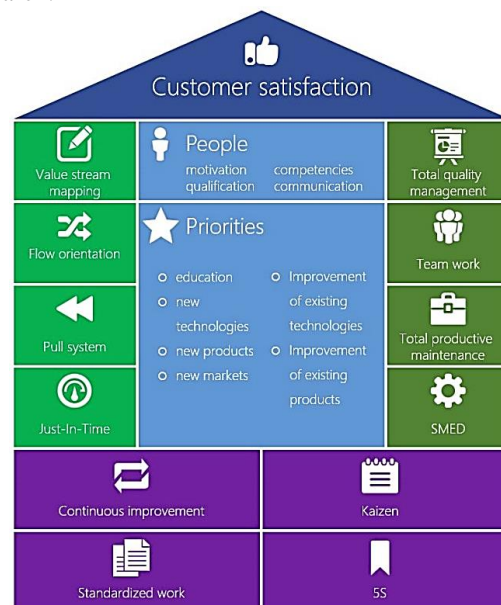 Customer satisfaction
Value stream
mapping
People
motivation competencies
qualification communication
Total quality
management
Flow orientation
Priorities
education
new
technologies
new products
new markets
Improvement
of existing
technologies
Improvement
of existing
products
Team work
Pull system
Total productive
maintenance
Just-In-Time
SMED
Continuous improvement
Kaizen
Standardized work
5S